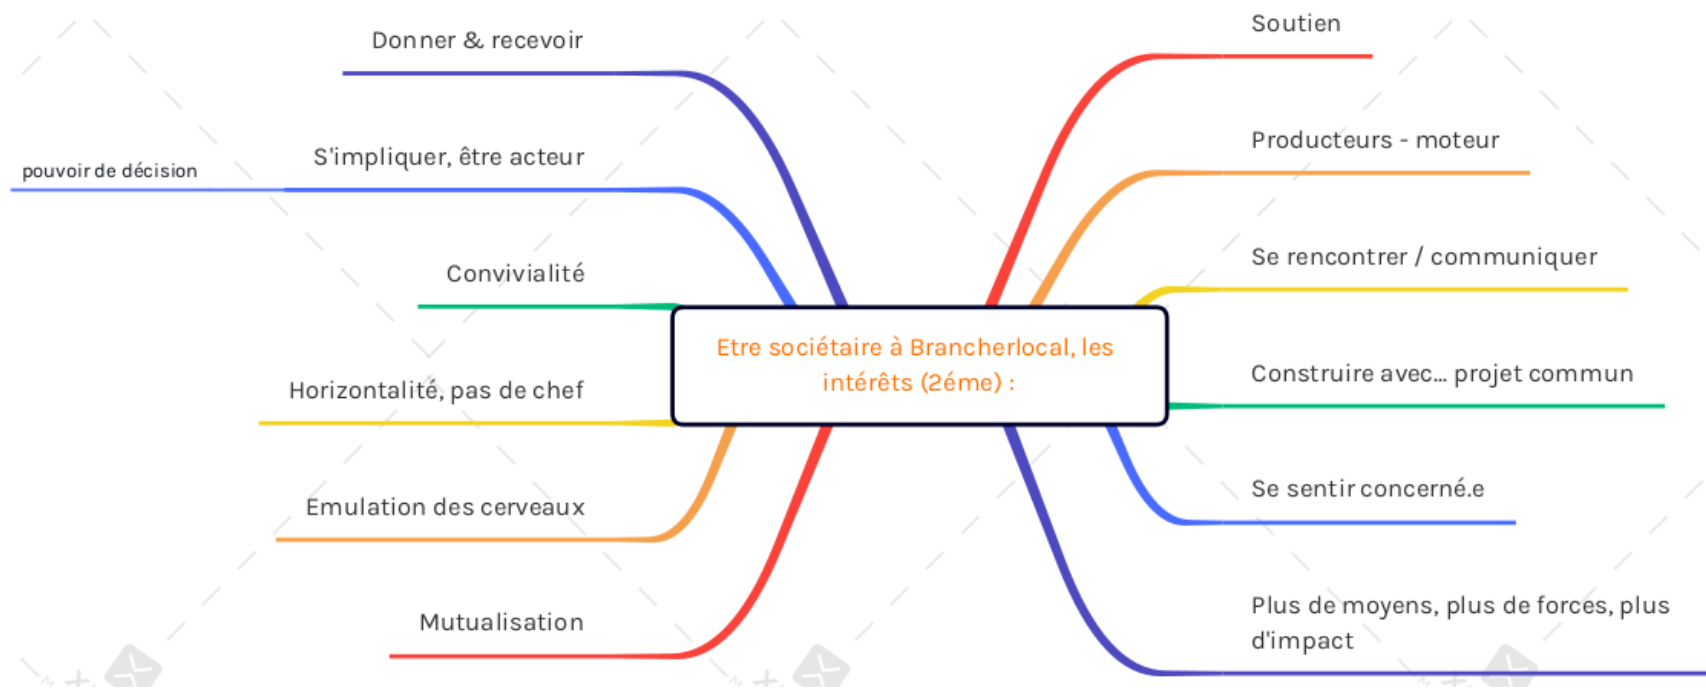 Donner & recevoir
S'impliquer, être acteur
pouvoir de décision
Convivialité
Horizontalité, pas de chef
Emulation des cerveaux
Mutualisation
Etre sociétaire à Brancherlocal, les
intérêts (2éme) :
Soutien
Producteurs - moteur
Se rencontrer / communiquer
Construire avec... projet commun
Se sentir concerné.e
Plus de moyens, plus de forces, plus
d'impact